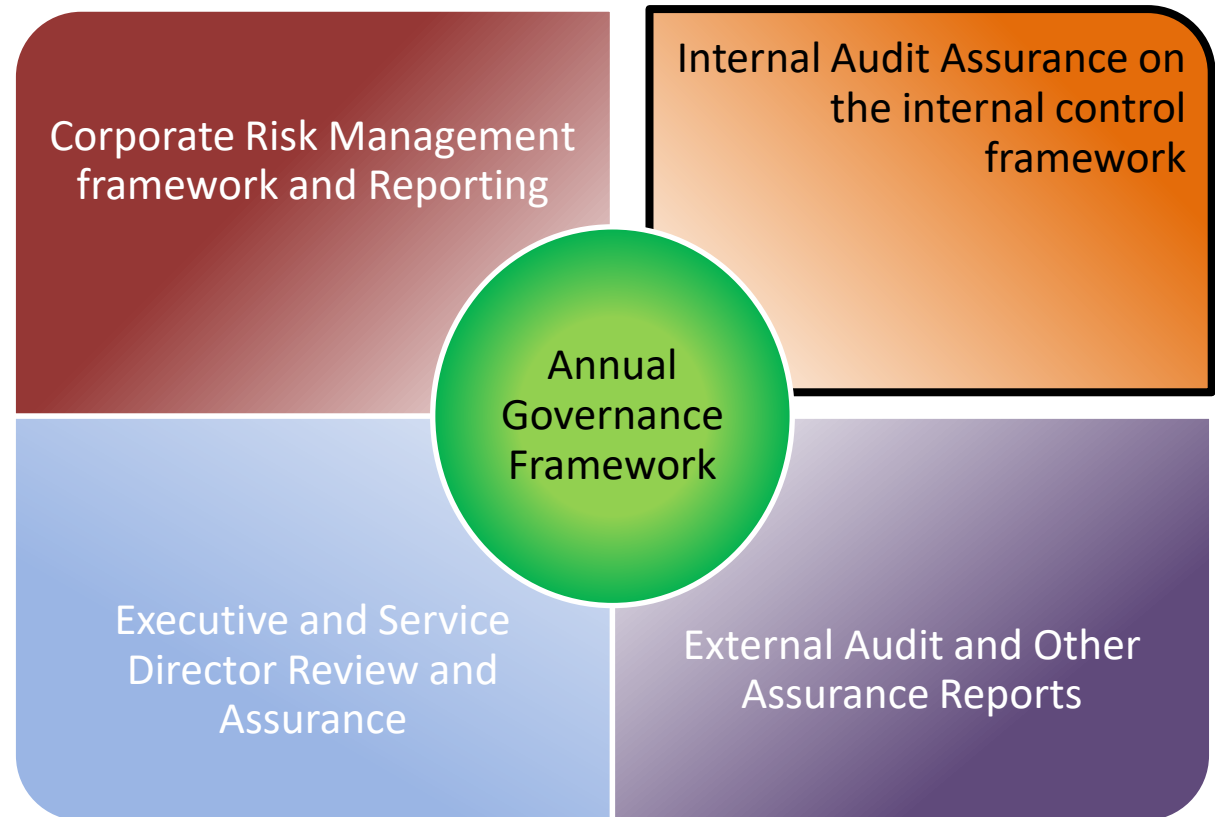 Corporate Risk Management
framework and Reporting
Internal Audit Assurance on
the internal control
framework
Annual
Governance
Framework
Executive and Service
Director Review and
Assurance
External Audit and Other
Assurance Reports